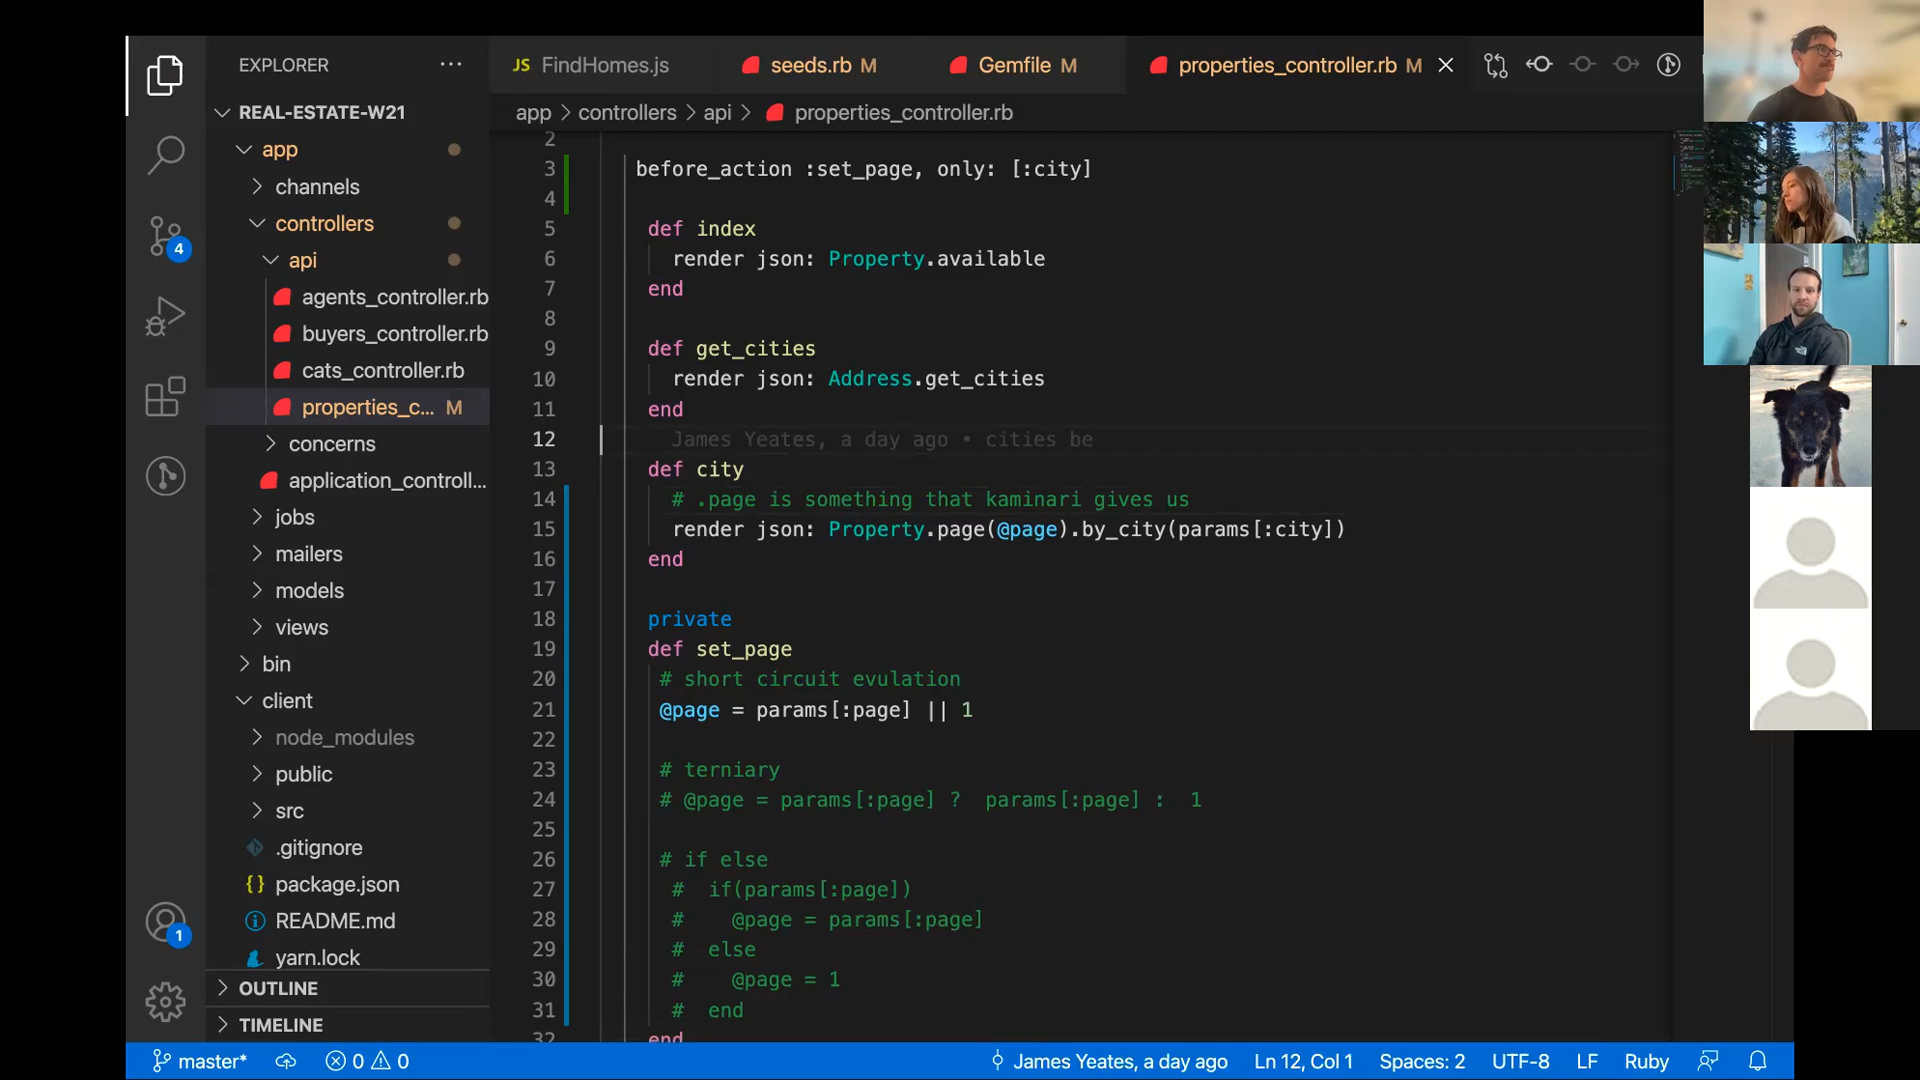 EXPLORER ...
JS FindHomes.js
seeds.rb M
Gemfile M
properties_controller.rb M
REAL-ESTATE-W21
app > controllers > api > properties_controller.rb
app
channels
controllers
api
agents_controller.rb
buyers_controller.rb
cats_controller.rb
properties_c... M
concerns
application_controll...
jobs
mailers
models
views
bin
client
node_modules
public
src
.gitignore
{} package.json
README.md
yarn.lock
OUTLINE
TIMELINE
4
1
2
3 before_action :set_page, only: [:city]
4
5 def index
6 render json: Property.available
7 end
8
9 def get_cities
10 render json: Address.get_cities
11 end
12 James Yeates, a day ago • cities be
13 def city
14 # .page is something that kaminari gives us
15 render json: Property.page(@page).by_city(params[:city])
16 end
17
18 private
19 def set_page
20 # short circuit evulation
21 @page = params[:page] || 1
22
23 # terniary
24 # @page = params[:page] ?  params[:page] :  1
25
26 # if else
27 #  if(params[:page])
28 #    @page = params[:page]
29 #  else
30 #    @page = 1
31 #  end
32 end
master* 0 0 James Yeates, a day ago Ln 12, Col 1 Spaces: 2 UTF-8 LF Ruby